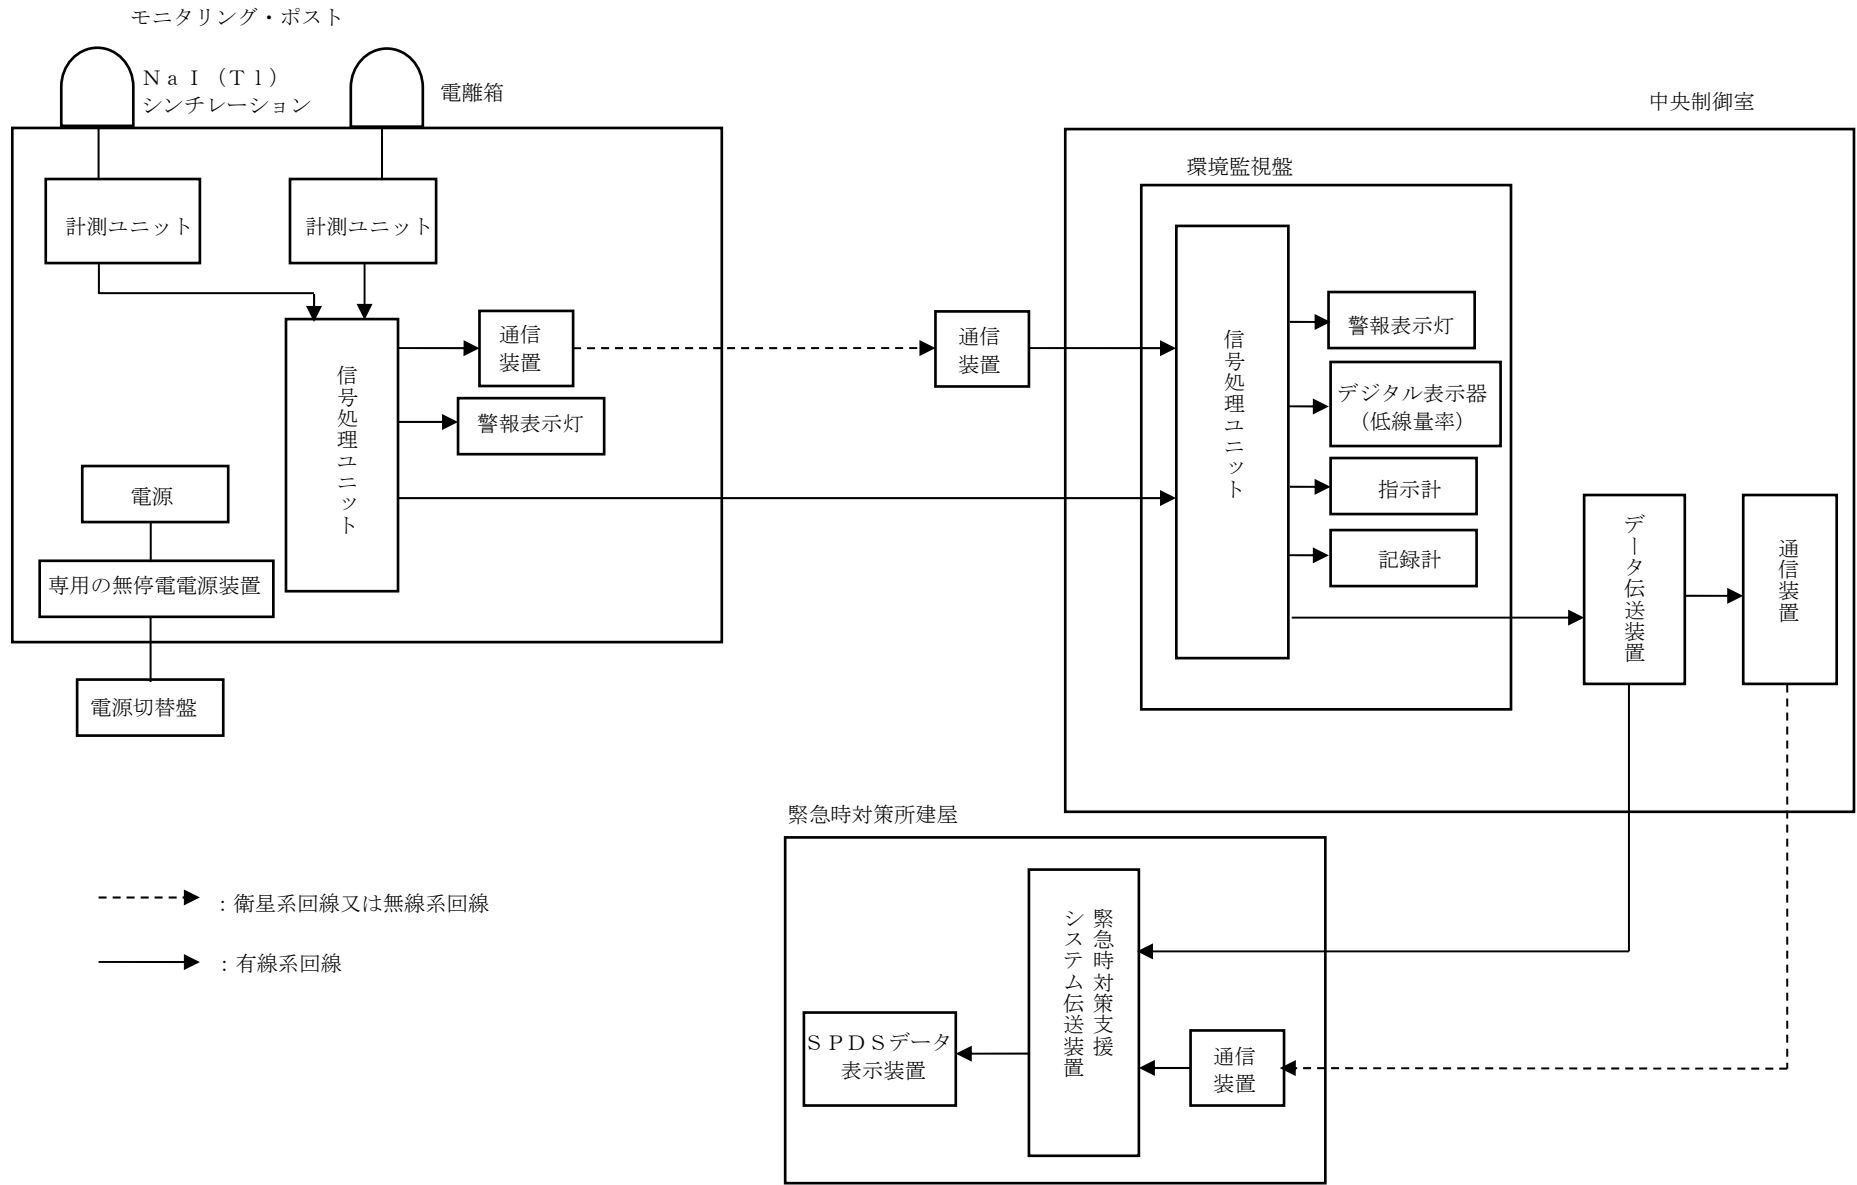 モニタリング・ポスト
ＮａＩ（Ｔｌ）
シンチレーション
電離箱
計測ユニット
計測ユニット
通信
装置
警報表示灯
信号処理ユニット
電源
専用の無停電電源装置
電源切替盤
通信
装置
中央制御室
環境監視盤
信号処理ユニット
警報表示灯
デジタル表示器
（低線量率）
指示計
記録計
データ伝送装置
通信装置
緊急時対策所建屋
緊急時対策支援
システム伝送装置
ＳＰＤＳデータ
表示装置
通信
装置
：衛星系回線又は無線系回線
：有線系回線